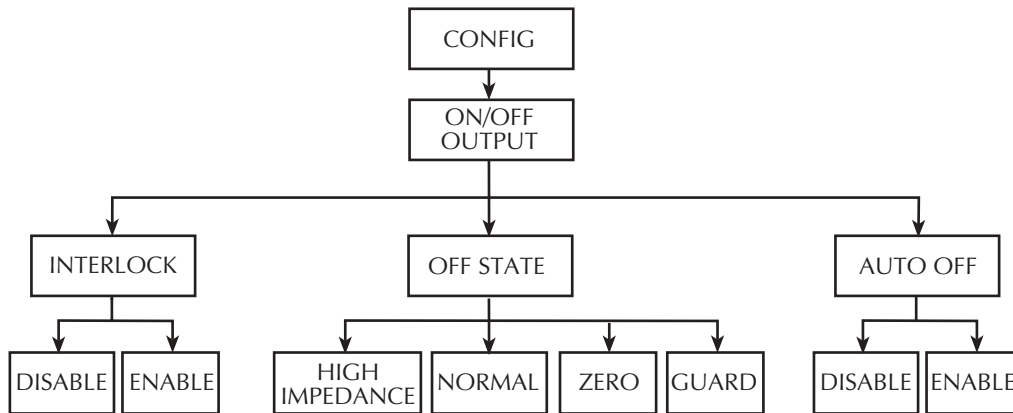 CONFIG
ON/OFF
OUTPUT
INTERLOCK
OFF STATE
AUTO OFF
DISABLE
ENABLE
HIGH
IMPEDANCE
NORMAL
ZERO
GUARD
DISABLE
ENABLE